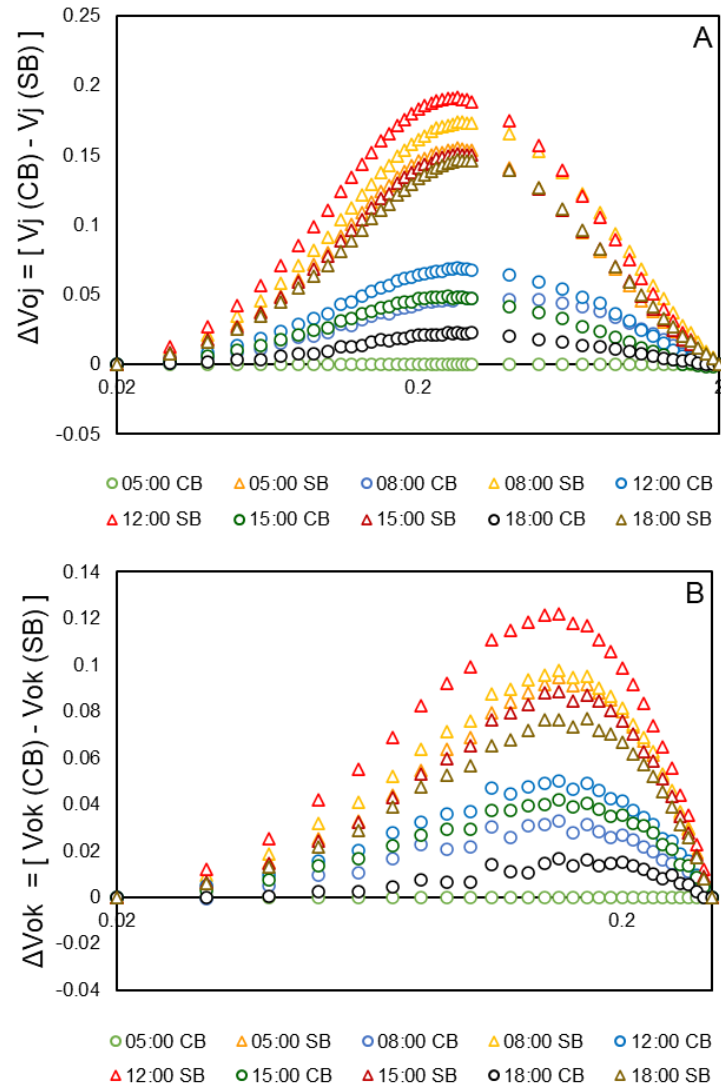 A
ΔVoj = [ Vj (CB) - Vj (SB) ]
0.25
0.2
0.15
0.1
0.05
0
-0.05
0.02 0.2 2
05:00 CB 05:00 SB 08:00 CB 08:00 SB 12:00 CB
12:00 SB 15:00 CB 15:00 SB 18:00 CB 18:00 SB
B
ΔVok = [ Vok (CB) - Vok (SB) ]
0.14
0.12
0.1
0.08
0.06
0.04
0.02
0
-0.02
-0.04
0.02 0.2
05:00 CB 05:00 SB 08:00 CB 08:00 SB 12:00 CB
12:00 SB 15:00 CB 15:00 SB 18:00 CB 18:00 SB